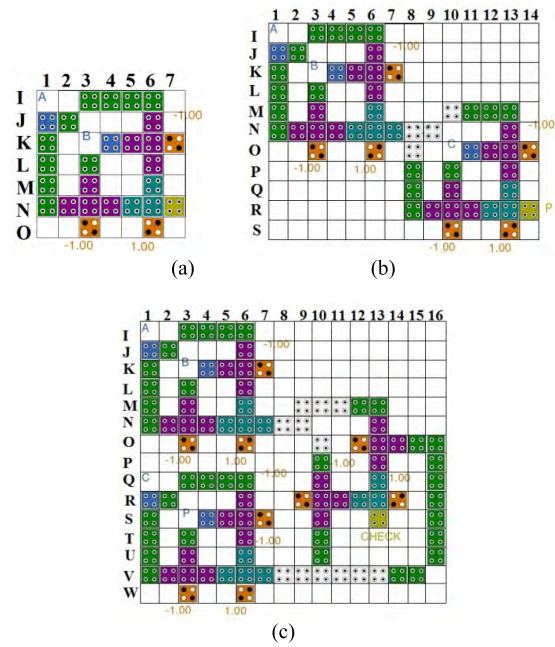 1 2 3 4 5 6 7
I A
-1.00
J
B
K
L
M
N
O
-1.00 1.00
(a)
1 2 3 4 5 6 7 8 9 10 11 12 13 14
A
I
-1.00
J
B
K
L
M
N
C
O
-1.00 1.00
-1.00
P
Q
R P
S
-1.00 1.00
(b)
1 2 3 4 5 6 7 8 9 10 11 12 13 14 15 16
A
I
-1.00
J
B
K
L
M
N
O
-1.00 1.00 1.00
P
-1.00
C 1.00
Q
R
P
S
CHECK
-1.00
T
U
V
W
-1.00 1.00
(c)